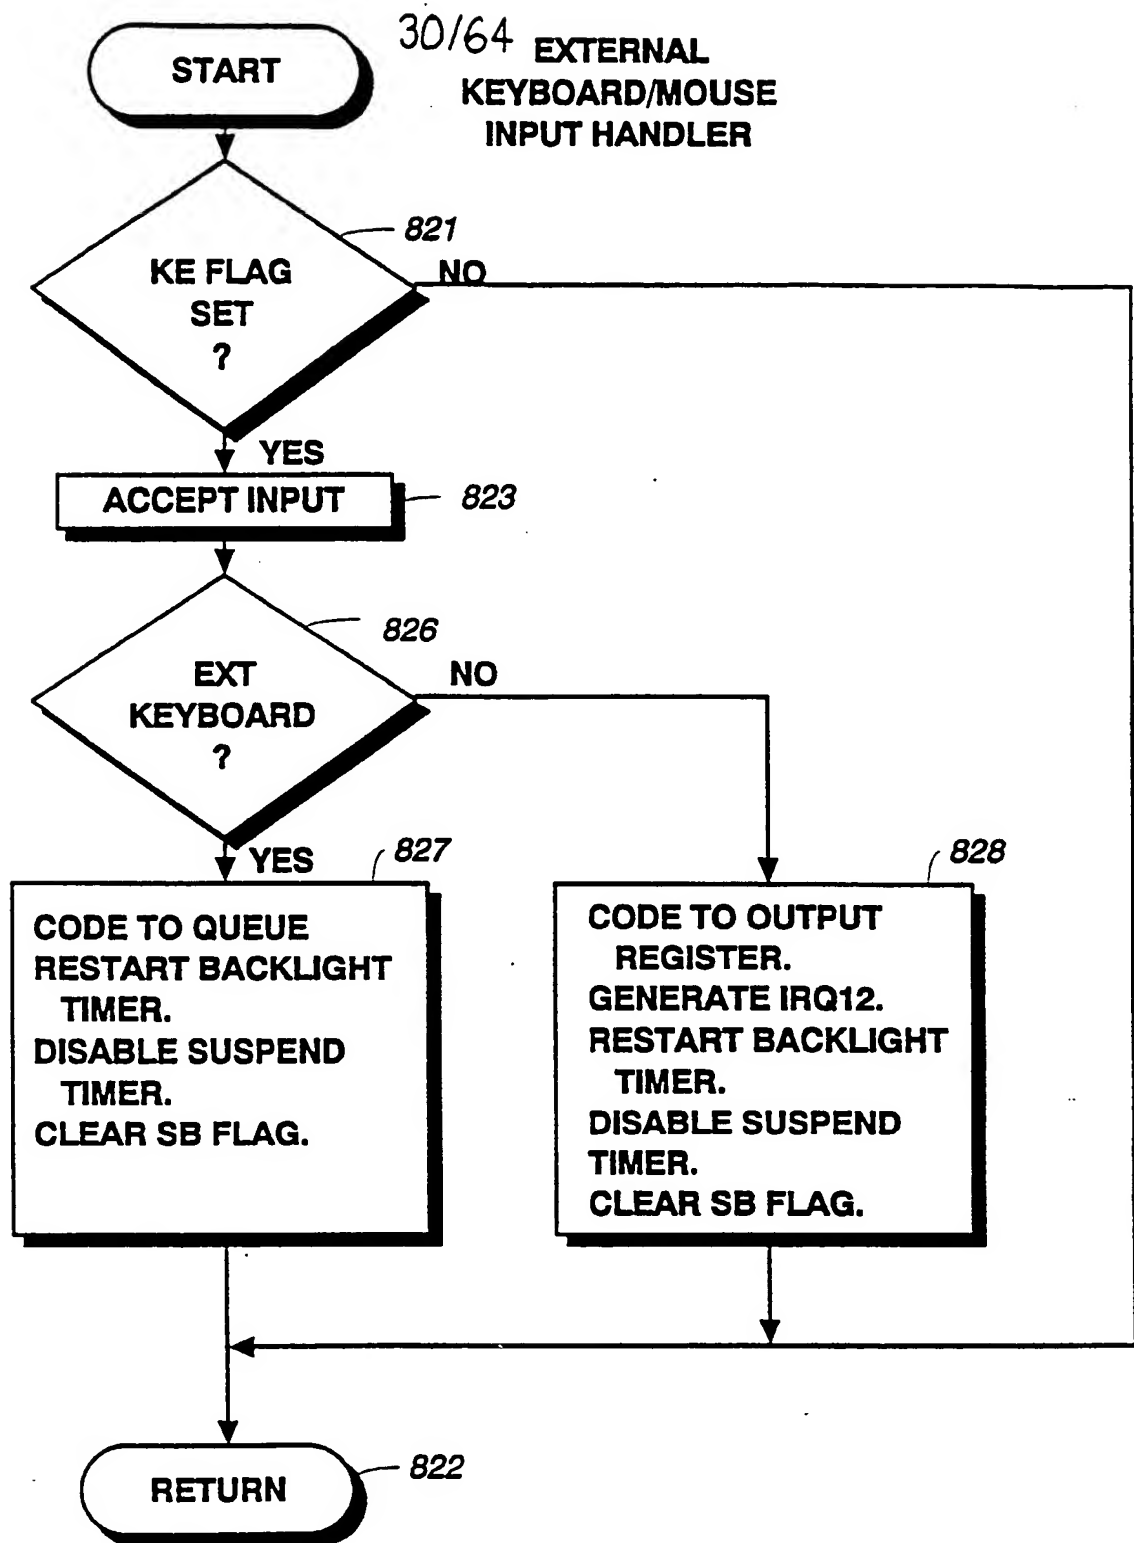 30/64
EXTERNAL
KEYBOARD/MOUSE
INPUT HANDLER
START
821
KE FLAG
SET
?
NO
YES
ACCEPT INPUT
823
826
EXT
KEYBOARD
?
NO
YES
827
CODE TO QUEUE
RESTART BACKLIGHT
TIMER.
DISABLE SUSPEND
TIMER.
CLEAR SB FLAG.
828
CODE TO OUTPUT
REGISTER.
GENERATE IRQ12.
RESTART BACKLIGHT
TIMER.
DISABLE SUSPEND
TIMER.
CLEAR SB FLAG.
RETURN
822